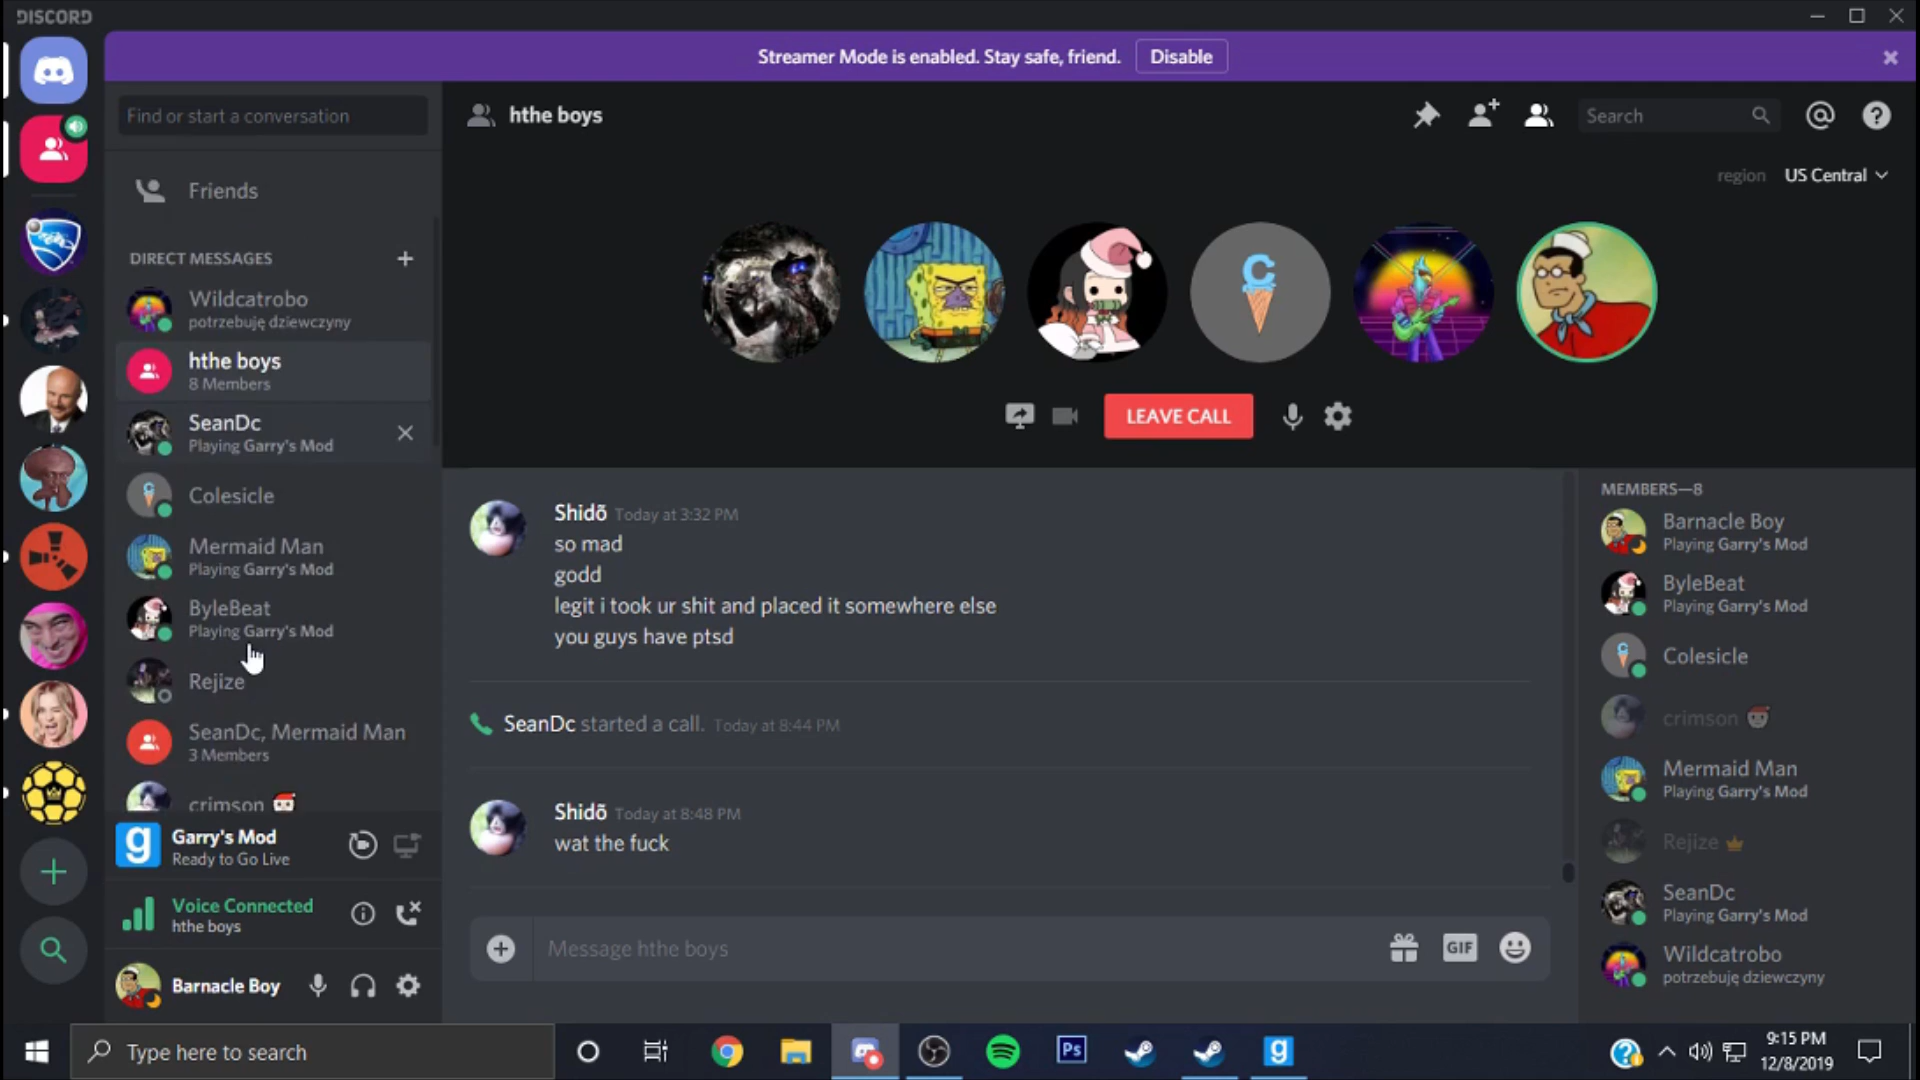 DISCORD
Streamer Mode is enabled. Stay safe, friend.
Disable
Find or start a conversation
hthe boys
Search
Friends
region US Central
DIRECT MESSAGES
Wildcatrobo
potrzebuję dziewczyny
hthe boys
8 Members
SeanDc
Playing Garry's Mod
Colesicle
Mermaid Man
Playing Garry's Mod
ByleBeat
Playing Garry's Mod
Rejize
SeanDc, Mermaid Man
3 Members
crimson
g
Garry's Mod
Ready to Go Live
Voice Connected
hthe boys
Barnacle Boy
C
LEAVE CALL
Shidõ Today at 3:32 PM
so mad
godd
legit i took ur shit and placed it somewhere else
you guys have ptsd
SeanDc started a call. Today at 8:44 PM
Shidõ Today at 8:48 PM
wat the fuck
Message hthe boys
GIF
MEMBERS—8
Barnacle Boy
Playing Garry's Mod
ByleBeat
Playing Garry's Mod
Colesicle
crimson
Mermaid Man
Playing Garry's Mod
Rejize
SeanDc
Playing Garry's Mod
Wildcatrobo
potrzebuję dziewczyny
Type here to search
Ps
g
9:15 PM
12/8/2019